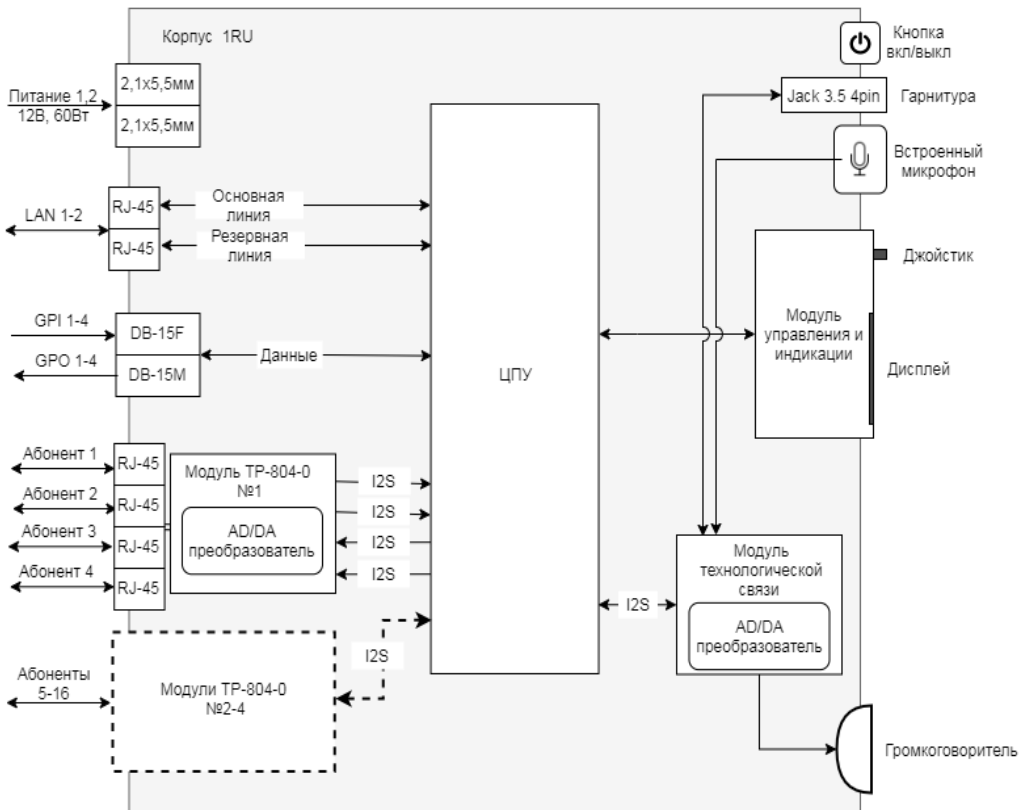 Корпус 1RU
Кнопка
вкл/выкл
Питание 1,2
12В, 60Вт
2,1х5,5мм
2,1х5,5мм
Jack 3.5 4pin
Гарнитура
Встроенный
микрофон
LAN 1-2
RJ-45
RJ-45
Основная
линия
Резервная
линия
Джойстик
Модуль
управления и
индикации
Дисплей
GPI 1-4
GPO 1-4
DB-15F
DB-15M
Данные
ЦПУ
Абонент 1
Абонент 2
Абонент 3
Абонент 4
RJ-45
RJ-45
RJ-45
RJ-45
Модуль TP-804-0
№1
AD/DA
преобразователь
I2S
I2S
I2S
I2S
Модуль
технологической
связи
AD/DA
преобразователь
I2S
I2S
Абоненты
5-16
Модули TP-804-0
№2-4
Громкоговоритель